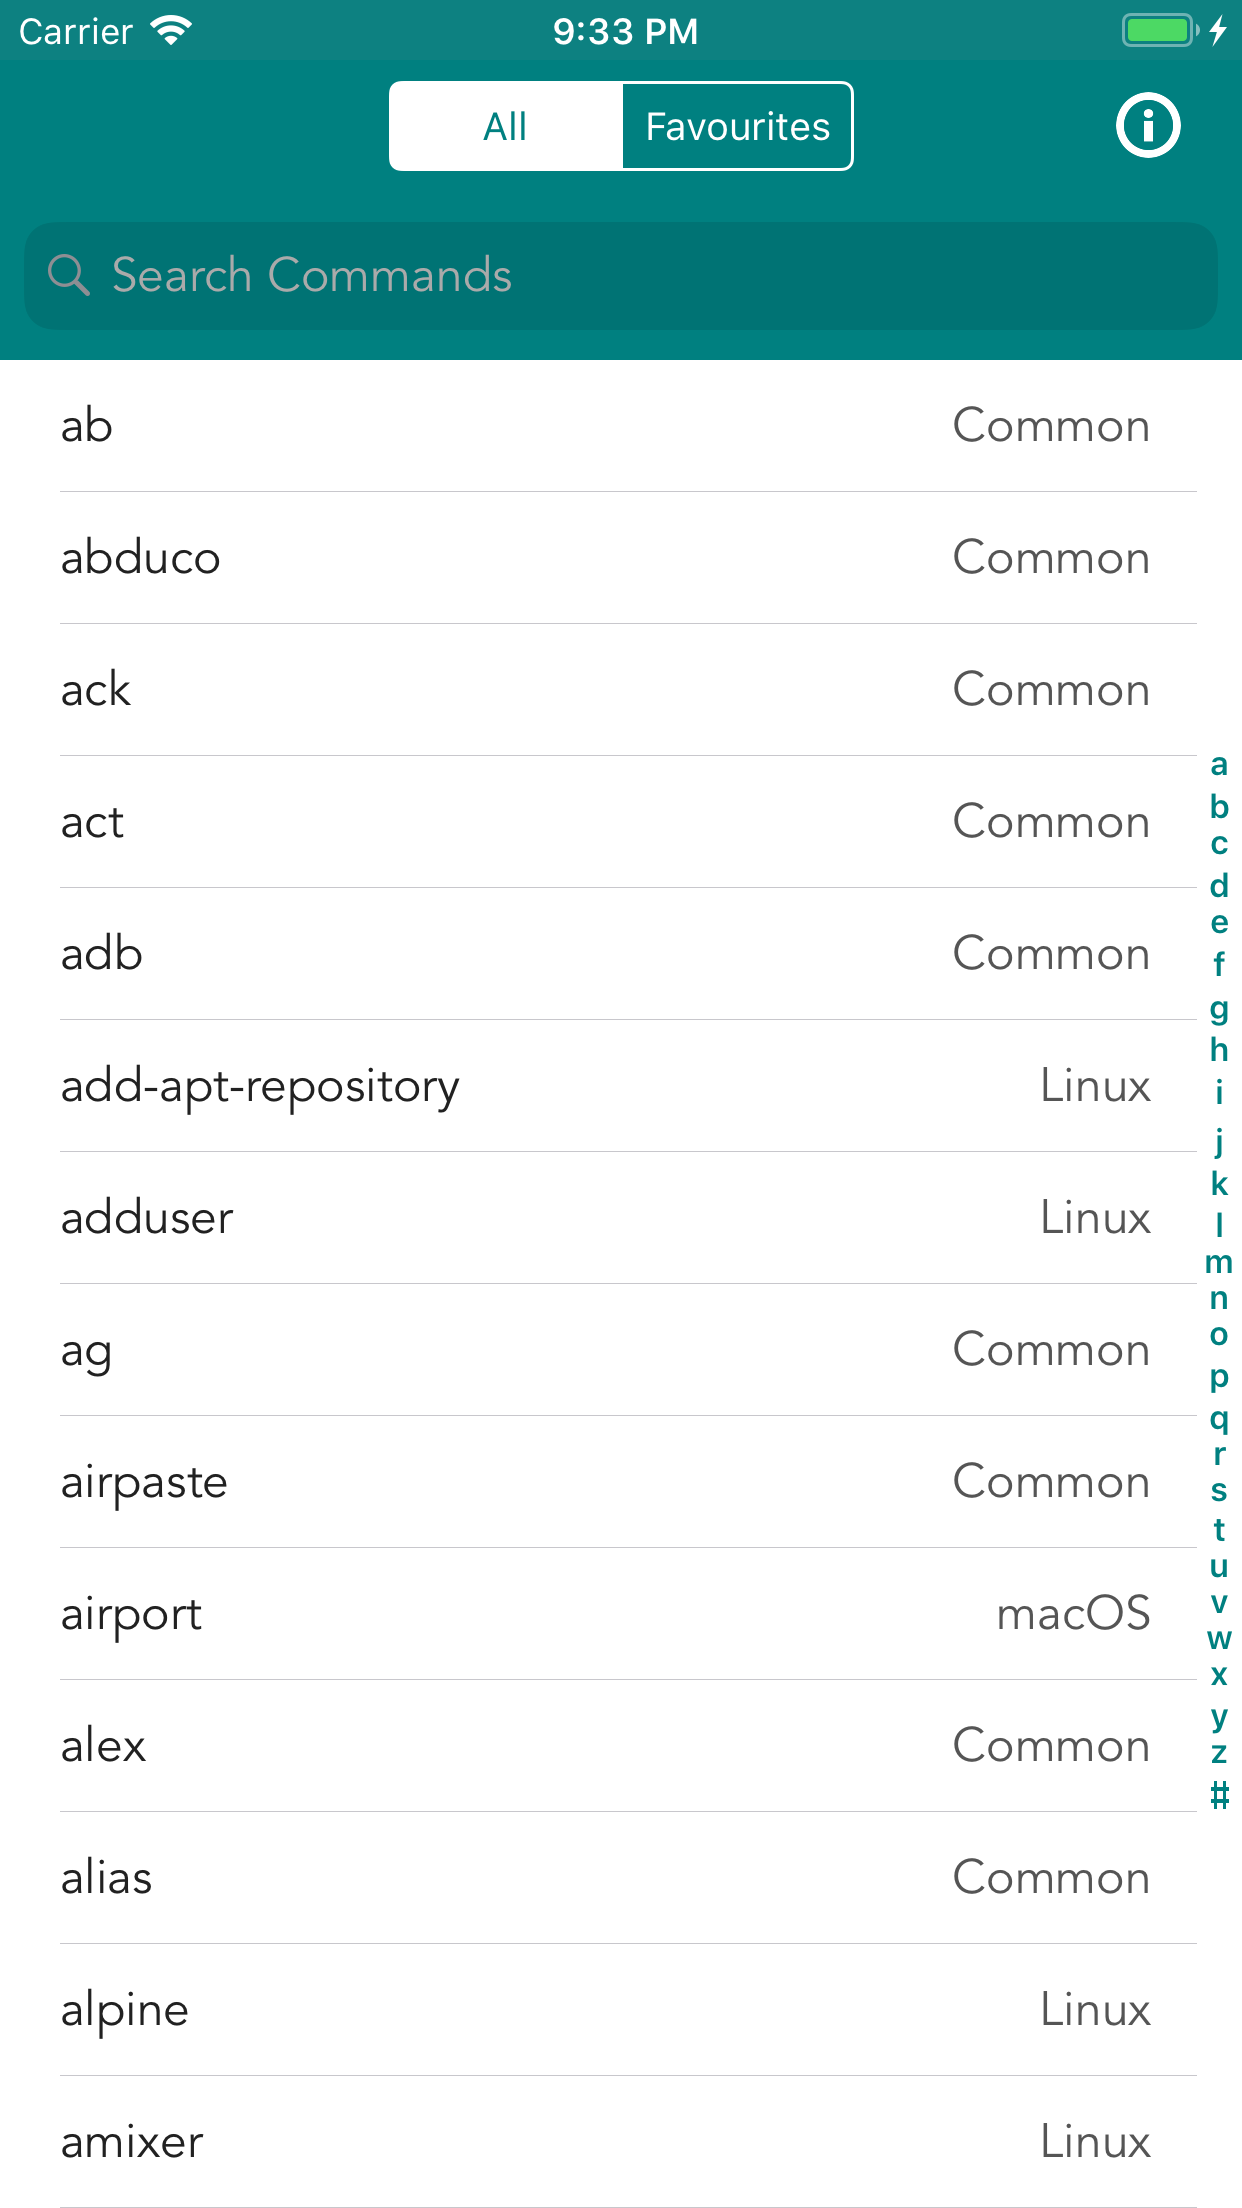 Carrier 9:33 PM
All Favourites
Search Commands
ab Common
abduco Common
ack Common
act Common
adb Common
add-apt-repository Linux
adduser Linux
ag Common
airpaste Common
airport macOS
alex Common
alias Common
alpine Linux
amixer Linux
a
b
c
d
e
f
g
h
i
j
k
l
m
n
o
p
q
r
s
t
u
v
w
x
y
z
#